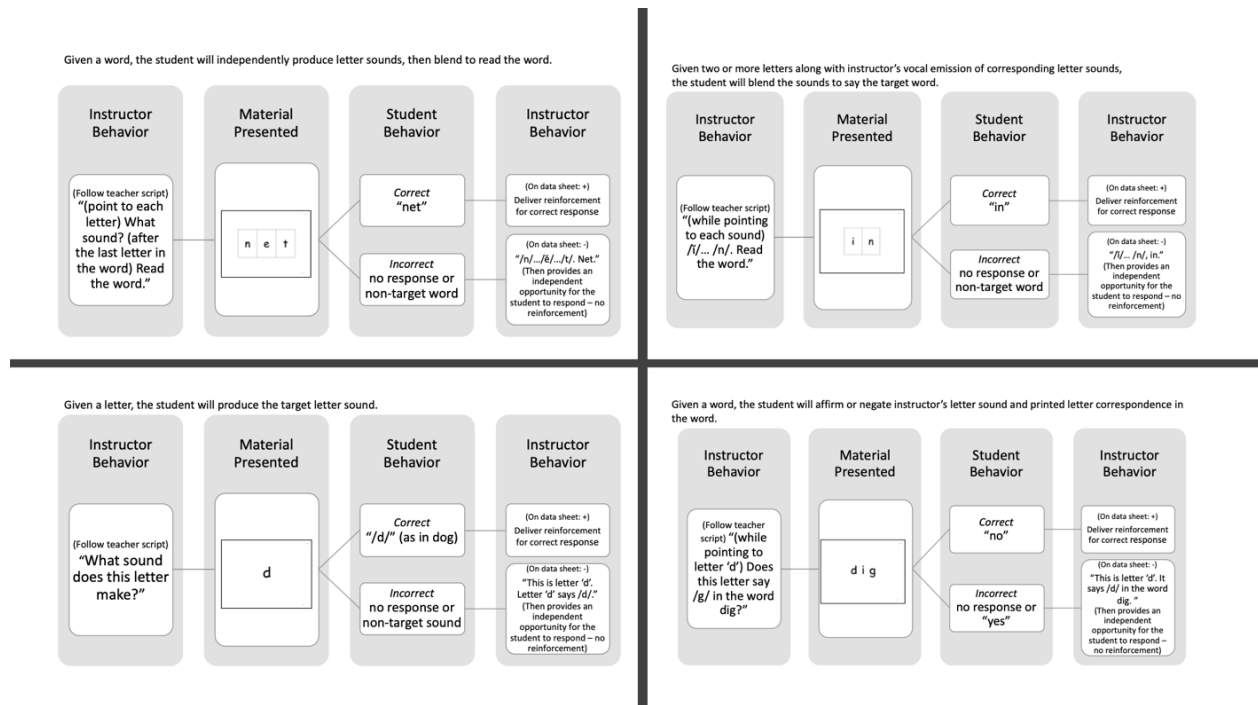 Given a word, the student will independently produce letter sounds, then blend to read the word.
Instructor
Behavior
Material
Presented
Student
Behavior
Instructor
Behavior
(Follow teacher script)
“(point to each
letter) What
sound? (after
the last letter in
the word) Read
the word.”
n e t
Correct
“net”
Incorrect
no response or
non-target word
(On data sheet: +)
Deliver reinforcement
for correct response
(On data sheet: -)
“/n/…/ĕ/…/t/. Net.”
(Then provides an
independent
opportunity for the
student to respond – no
reinforcement)
Given two or more letters along with instructor’s vocal emission of corresponding letter sounds,
the student will blend the sounds to say the target word.
Instructor
Behavior
Material
Presented
Student
Behavior
Instructor
Behavior
(Follow teacher script)
“(while pointing
to each sound)
/ĭ/… /n/. Read
the word.”
i n
Correct
“in”
Incorrect
no response or
non-target word
(On data sheet: +)
Deliver reinforcement
for correct response
(On data sheet: -)
“/ĭ/… /n/, in.”
(Then provides an
independent
opportunity for the
student to respond – no
reinforcement)
Given a letter, the student will produce the target letter sound.
Instructor
Behavior
Material
Presented
Student
Behavior
Instructor
Behavior
(Follow teacher script)
“What sound
does this letter
make?”
d
Correct
“/d/” (as in dog)
Incorrect
no response or
non-target sound
(On data sheet: +)
Deliver reinforcement
for correct response
(On data sheet: -)
“This is letter ‘d’.
Letter ‘d’ says /d/.”
(Then provides an
independent
opportunity for the
student to respond – no
reinforcement)
Given a word, the student will affirm or negate instructor’s letter sound and printed letter correspondence in
the word.
Instructor
Behavior
Material
Presented
Student
Behavior
Instructor
Behavior
(Follow teacher
script) “(while
pointing to
letter ‘d’) Does
this letter say
/g/ in the word
dig?”
d i g
Correct
“no”
Incorrect
no response or
“yes”
(On data sheet: +)
Deliver reinforcement
for correct response
(On data sheet: -)
“This is letter ‘d’. It
says /d/ in the word
dig. ”
(Then provides an
independent
opportunity for the
student to respond –
no reinforcement)